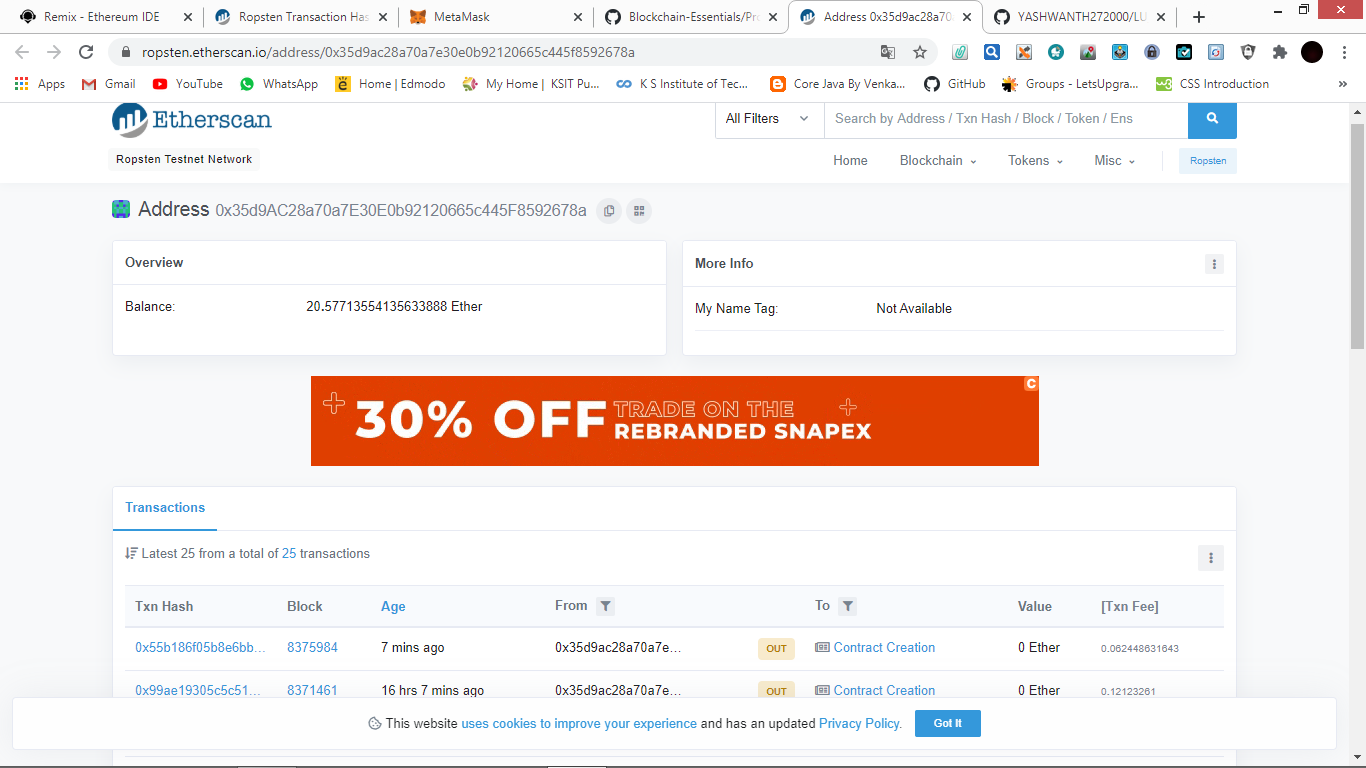 Remix - Ethereum IDE
Ropsten Transaction Has
MetaMask
Blockchain-Essentials/Pro
Address 0x35d9ac28a70a
YASHWANTH272000/LU
ropsten.etherscan.io/address/0x35d9ac28a70a7e30e0b92120665c445f8592678a
Apps
Gmail
YouTube
WhatsApp
Home | Edmodo
My Home | KSIT Pu...
K S Institute of Tec...
Core Java By Venka...
GitHub
Groups - LetsUpgra...
CSS Introduction
»
Etherscan
All Filters
Search by Address / Txn Hash / Block / Token / Ens
Ropsten Testnet Network
Home
Blockchain
Tokens
Misc
Ropsten
Address 0x35d9AC28a70a7E30E0b92120665c445F8592678a
Overview
Balance:
20.57713554135633888 Ether
More Info
My Name Tag:
Not Available
C
30% OFF
TRADE ON THE
REBRANDED SNAPEX
Transactions
Latest 25 from a total of 25 transactions
Txn Hash
Block
Age
From
To
Value
[Txn Fee]
0x55b186f05b8e6bb...
8375984
7 mins ago
0x35d9ac28a70a7e...
OUT
Contract Creation
0 Ether
0.062448631643
0x99ae19305c5c51...
8371461
16 hrs 7 mins ago
0x35d9ac28a70a7e...
OUT
Contract Creation
0 Ether
0.12123261
This website uses cookies to improve your experience and has an updated Privacy Policy.
Got It